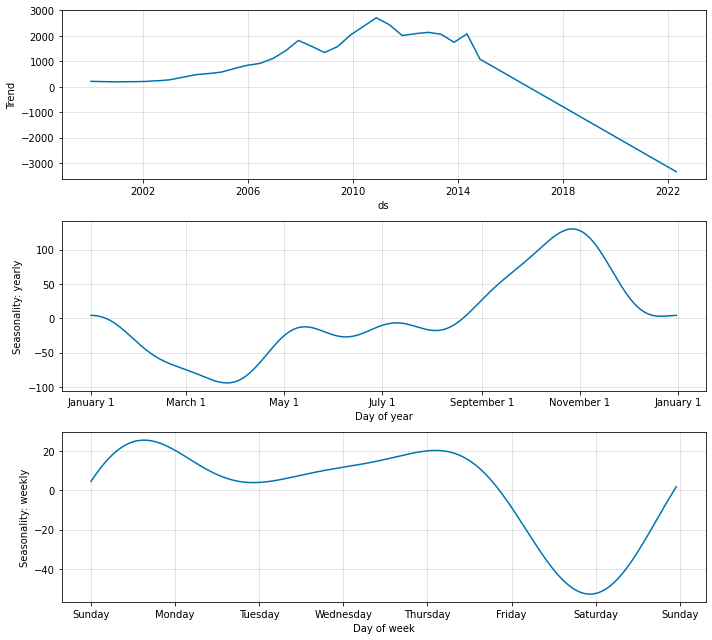 3000
2000
1000
0
−1000
−2000
−3000
Trend
2002 2006 2010 2014 2018 2022
ds
100
50
0
−50
−100
Seasonality: yearly
January 1 March 1 May 1 July 1 September 1 November 1 January 1
Day of year
20
0
−20
−40
Seasonality: weekly
Sunday Monday Tuesday Wednesday Thursday Friday Saturday Sunday
Day of week